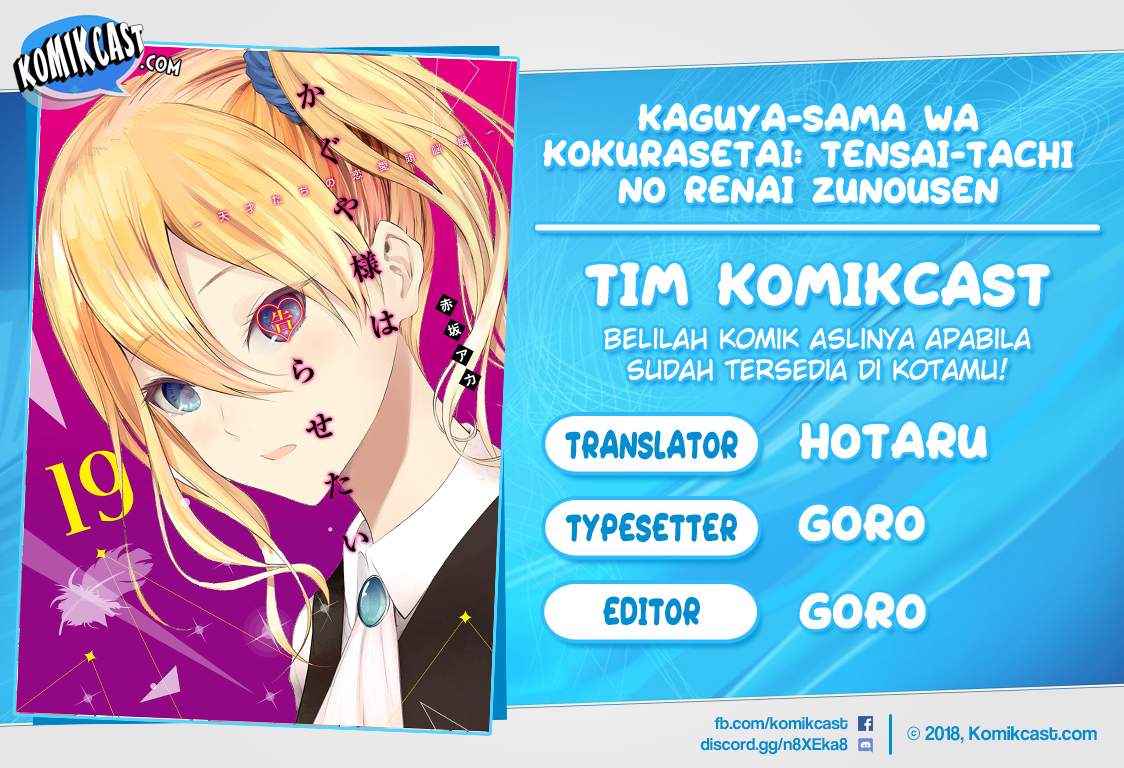 KOMIKCAST.COM
かぐや様は告らせたい
~天才たちの恋愛頭脳戦~
赤坂アカ
19
KAGUYA-SAMA WA
KOKURASETAI: TENSAI-TACHI
NO RENAI ZUNOUSEN
TIM KOMIKCAST
BELILAH KOMIK ASLINYA APABILA
SUDAH TERSEDIA DI KOTAMU!
TRANSLATOR HOTARU
TYPESETTER GORO
EDITOR GORO
fb.com/komikcast
discord.gg/n8XEka8
© 2018, Komikcast.com